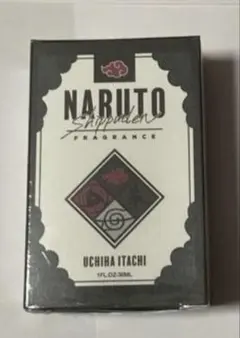 NARUTO
Shippuden
FRAGRANCE
UCHIHA ITACHI
1FL.OZ·30ML